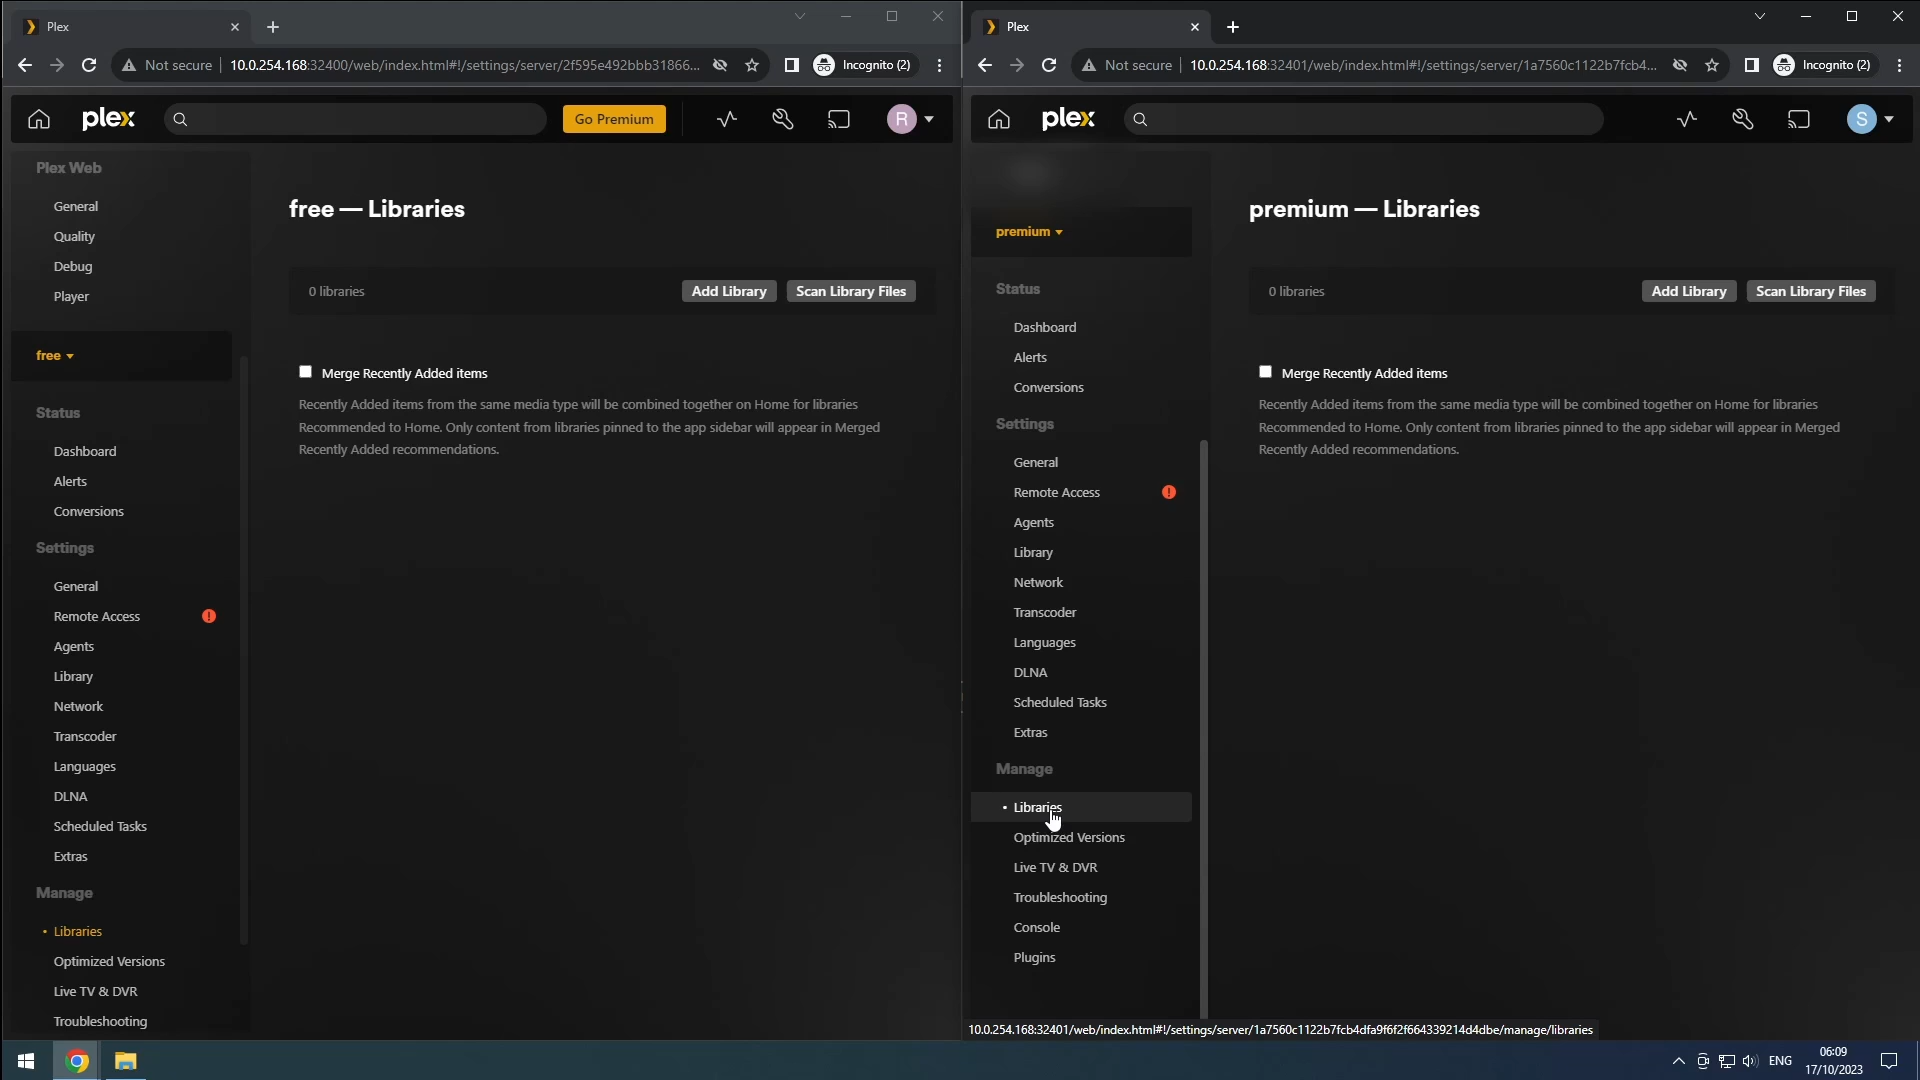 Plex
Not secure
10.0.254.168:32400/web/index.html#!/settings/server/2f595e492bbb31866...
Incognito (2)
plex
Go Premium
R
Plex Web
General
Quality
Debug
Player
free
Status
Dashboard
Alerts
Conversions
Settings
General
Remote Access
Agents
Library
Network
Transcoder
Languages
DLNA
Scheduled Tasks
Extras
Manage
Libraries
Optimized Versions
Live TV & DVR
Troubleshooting
free — Libraries
0 libraries
Add Library
Scan Library Files
Merge Recently Added items
Recently Added items from the same media type will be combined together on Home for libraries
Recommended to Home. Only content from libraries pinned to the app sidebar will appear in Merged
Recently Added recommendations.
Plex
Not secure
10.0.254.168:32401/web/index.html#!/settings/server/1a7560c1122b7fcb4...
Incognito (2)
plex
S
premium
Status
Dashboard
Alerts
Conversions
Settings
General
Remote Access
Agents
Library
Network
Transcoder
Languages
DLNA
Scheduled Tasks
Extras
Manage
Libraries
Optimized Versions
Live TV & DVR
Troubleshooting
Console
Plugins
premium — Libraries
0 libraries
Add Library
Scan Library Files
Merge Recently Added items
Recently Added items from the same media type will be combined together on Home for libraries
Recommended to Home. Only content from libraries pinned to the app sidebar will appear in Merged
Recently Added recommendations.
10.0.254.168:32401/web/index.html#!/settings/server/1a7560c1122b7fcb4dfa9f6f2f664339214d4dbe/manage/libraries
ENG
06:09
17/10/2023